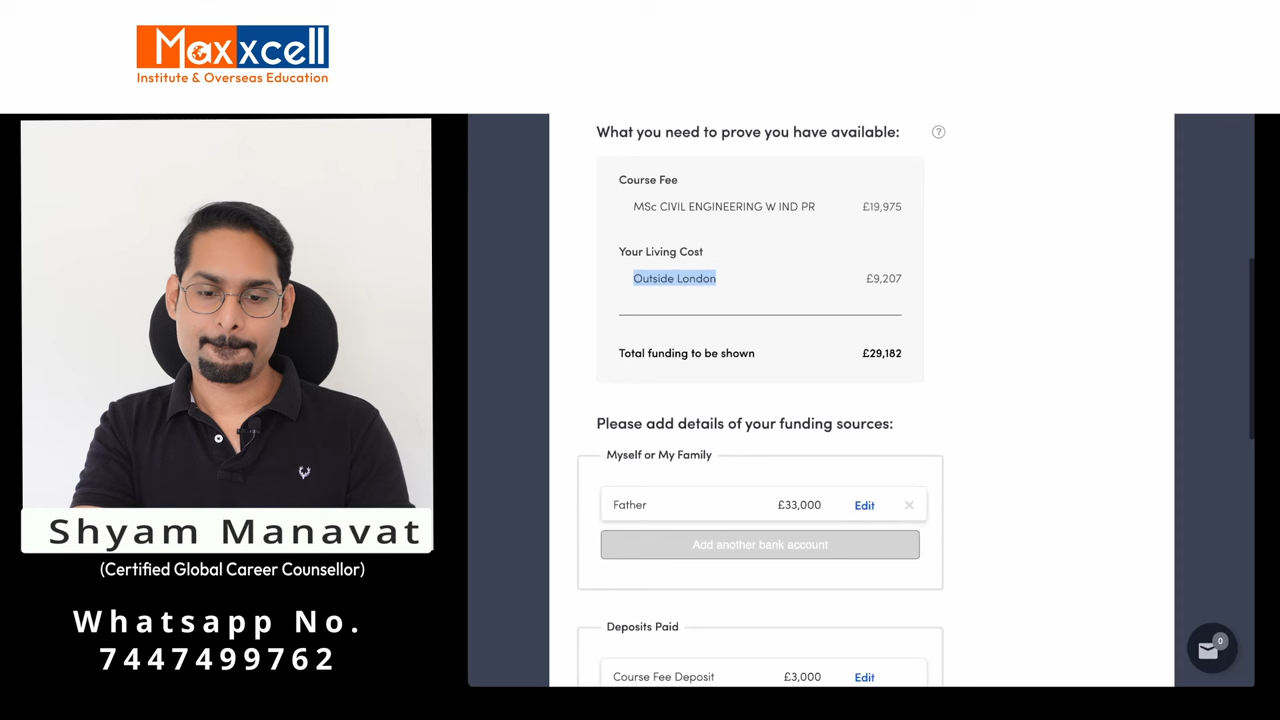 Maxxcell
Institute & Overseas Education
Shyam Manavat
(Certified Global Career Counsellor)
Whatsapp No.
7447499762
What you need to prove you have available: ?
Course Fee
MSc CIVIL ENGINEERING W IND PR £19,975
Your Living Cost
Outside London £9,207
Total funding to be shown £29,182
Please add details of your funding sources:
Myself or My Family
Father £33,000 Edit ×
Add another bank account
Deposits Paid
Course Fee Deposit £3,000 Edit
0